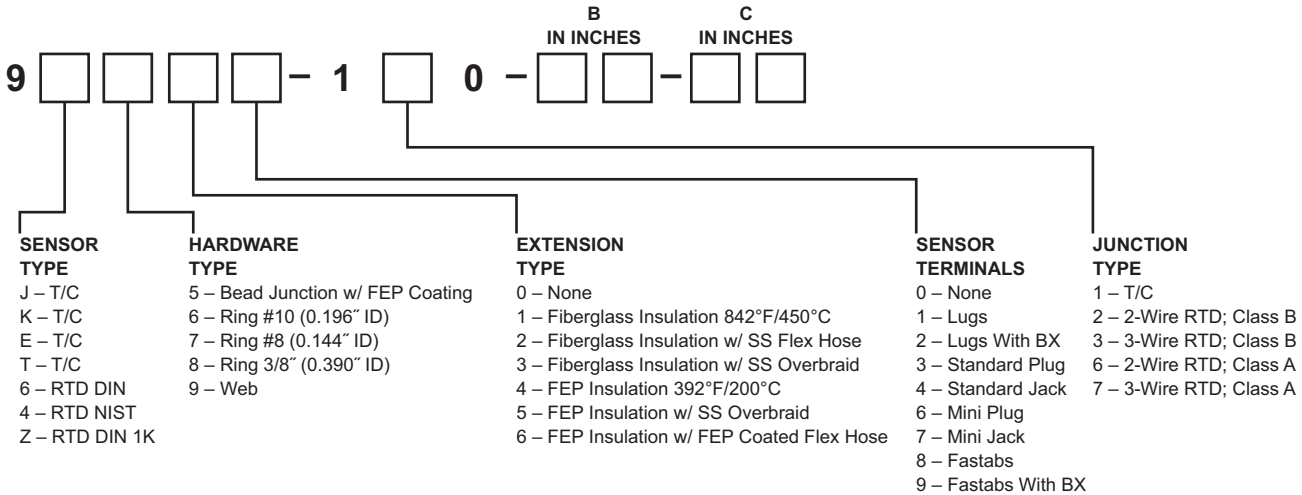 B
IN INCHES
C
IN INCHES
9 – 1 0 – –
SENSOR
TYPE
J – T/C
K – T/C
E – T/C
T – T/C
6 – RTD DIN
4 – RTD NIST
Z – RTD DIN 1K
HARDWARE
TYPE
5 – Bead Junction w/ FEP Coating
6 – Ring #10 (0.196˝ ID)
7 – Ring #8 (0.144˝ ID)
8 – Ring 3/8˝ (0.390˝ ID)
9 – Web
EXTENSION
TYPE
0 – None
1 – Fiberglass Insulation 842°F/450°C
2 – Fiberglass Insulation w/ SS Flex Hose
3 – Fiberglass Insulation w/ SS Overbraid
4 – FEP Insulation 392°F/200°C
5 – FEP Insulation w/ SS Overbraid
6 – FEP Insulation w/ FEP Coated Flex Hose
SENSOR
TERMINALS
0 – None
1 – Lugs
2 – Lugs With BX
3 – Standard Plug
4 – Standard Jack
6 – Mini Plug
7 – Mini Jack
8 – Fastabs
9 – Fastabs With BX
JUNCTION
TYPE
1 – T/C
2 – 2-Wire RTD; Class B
3 – 3-Wire RTD; Class B
6 – 2-Wire RTD; Class A
7 – 3-Wire RTD; Class A